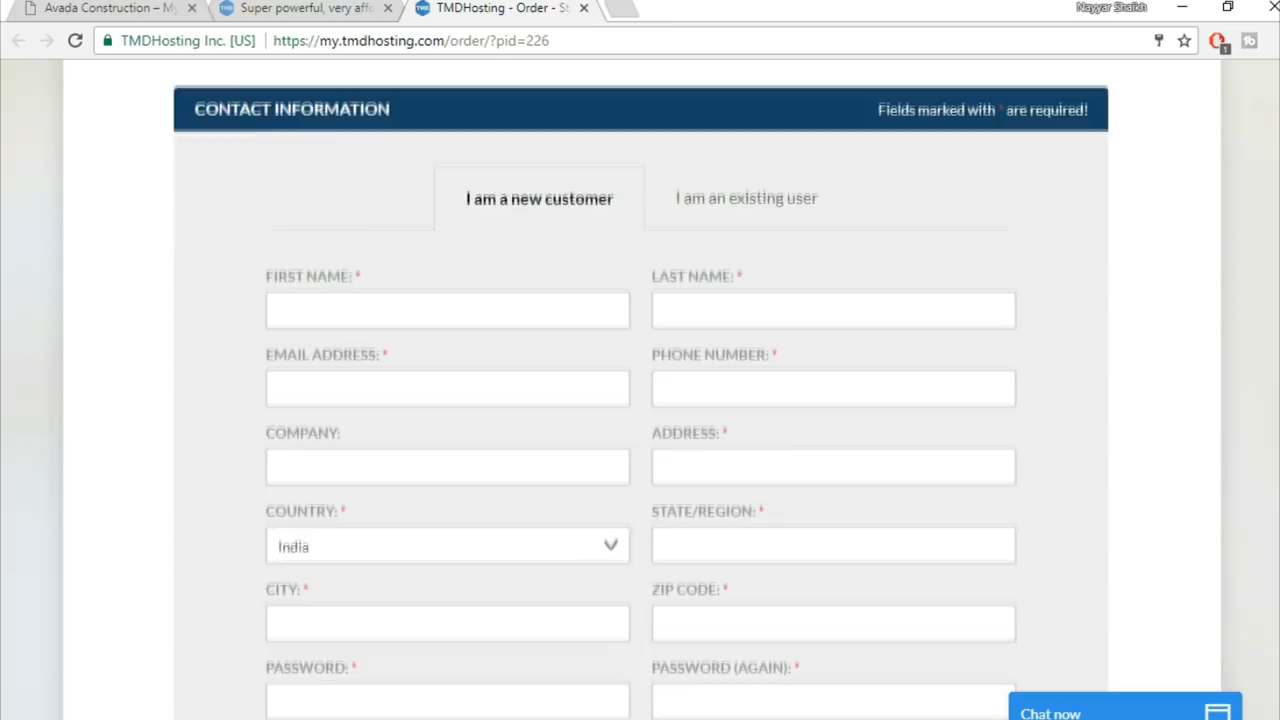 Avada Construction – My
Super powerful, very affo
TMDHosting - Order - St
Nayyar Shaikh
TMDHosting Inc. [US]
https://my.tmdhosting.com/order/?pid=226
1
CONTACT INFORMATION
Fields marked with * are required!
I am a new customer
I am an existing user
FIRST NAME: *
LAST NAME: *
EMAIL ADDRESS: *
PHONE NUMBER: *
COMPANY:
ADDRESS: *
COUNTRY: *
STATE/REGION: *
India
CITY: *
ZIP CODE: *
PASSWORD: *
PASSWORD (AGAIN): *
Chat now